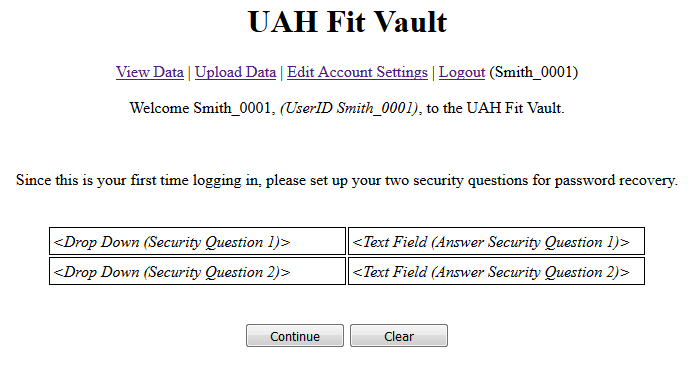 UAH Fit Vault
View Data | Upload Data | Edit Account Settings | Logout (Smith_0001)
Welcome Smith_0001, (UserID Smith_0001), to the UAH Fit Vault.
Since this is your first time logging in, please set up your two security questions for password recovery.
<Drop Down (Security Question 1)> <Text Field (Answer Security Question 1)>
<Drop Down (Security Question 2)> <Text Field (Answer Security Question 2)>
Continue Clear